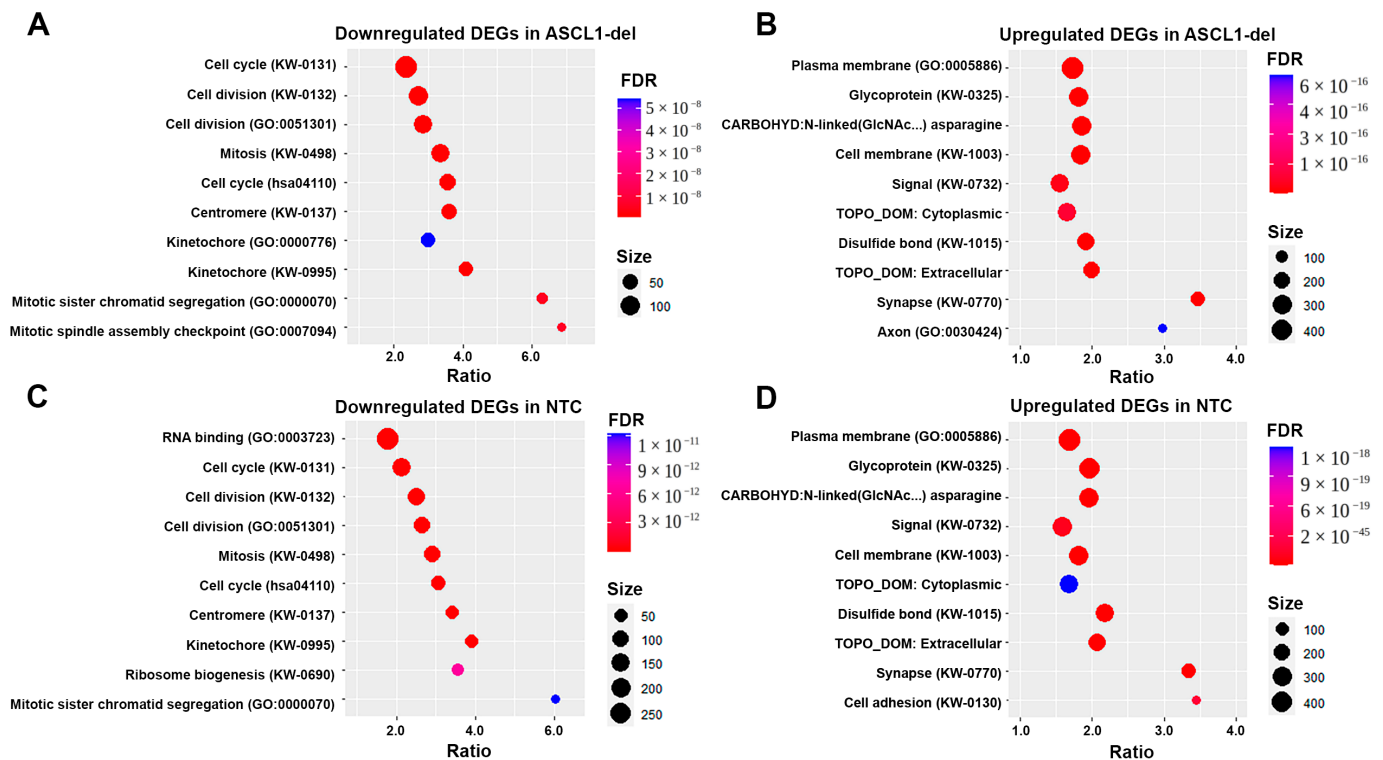 A
Downregulated DEGs in ASCL1-del
Cell cycle (KW-0131)
Cell division (KW-0132)
Cell division (GO:0051301)
Mitosis (KW-0498)
Cell cycle (hsa04110)
Centromere (KW-0137)
Kinetochore (GO:0000776)
Kinetochore (KW-0995)
Mitotic sister chromatid segregation (GO:0000070)
Mitotic spindle assembly checkpoint (GO:0007094)
2.0 4.0 6.0
Ratio
FDR
5 × 10⁻⁸
4 × 10⁻⁸
3 × 10⁻⁸
2 × 10⁻⁸
1 × 10⁻⁸
Size
50
100
B
Upregulated DEGs in ASCL1-del
Plasma membrane (GO:0005886)
Glycoprotein (KW-0325)
CARBOHYD:N-linked(GlcNAc...) asparagine
Cell membrane (KW-1003)
Signal (KW-0732)
TOPO_DOM: Cytoplasmic
Disulfide bond (KW-1015)
TOPO_DOM: Extracellular
Synapse (KW-0770)
Axon (GO:0030424)
1.0 2.0 3.0 4.0
Ratio
FDR
6 × 10⁻¹⁶
4 × 10⁻¹⁶
3 × 10⁻¹⁶
1 × 10⁻¹⁶
Size
100
200
300
400
C
Downregulated DEGs in NTC
RNA binding (GO:0003723)
Cell cycle (KW-0131)
Cell division (KW-0132)
Cell division (GO:0051301)
Mitosis (KW-0498)
Cell cycle (hsa04110)
Centromere (KW-0137)
Kinetochore (KW-0995)
Ribosome biogenesis (KW-0690)
Mitotic sister chromatid segregation (GO:0000070)
2.0 4.0 6.0
Ratio
FDR
1 × 10⁻¹¹
9 × 10⁻¹²
6 × 10⁻¹²
3 × 10⁻¹²
Size
50
100
150
200
250
D
Upregulated DEGs in NTC
Plasma membrane (GO:0005886)
Glycoprotein (KW-0325)
CARBOHYD:N-linked(GlcNAc...) asparagine
Signal (KW-0732)
Cell membrane (KW-1003)
TOPO_DOM: Cytoplasmic
Disulfide bond (KW-1015)
TOPO_DOM: Extracellular
Synapse (KW-0770)
Cell adhesion (KW-0130)
1.0 2.0 3.0 4.0
Ratio
FDR
1 × 10⁻¹⁸
9 × 10⁻¹⁹
6 × 10⁻¹⁹
2 × 10⁻⁴⁵
Size
100
200
300
400